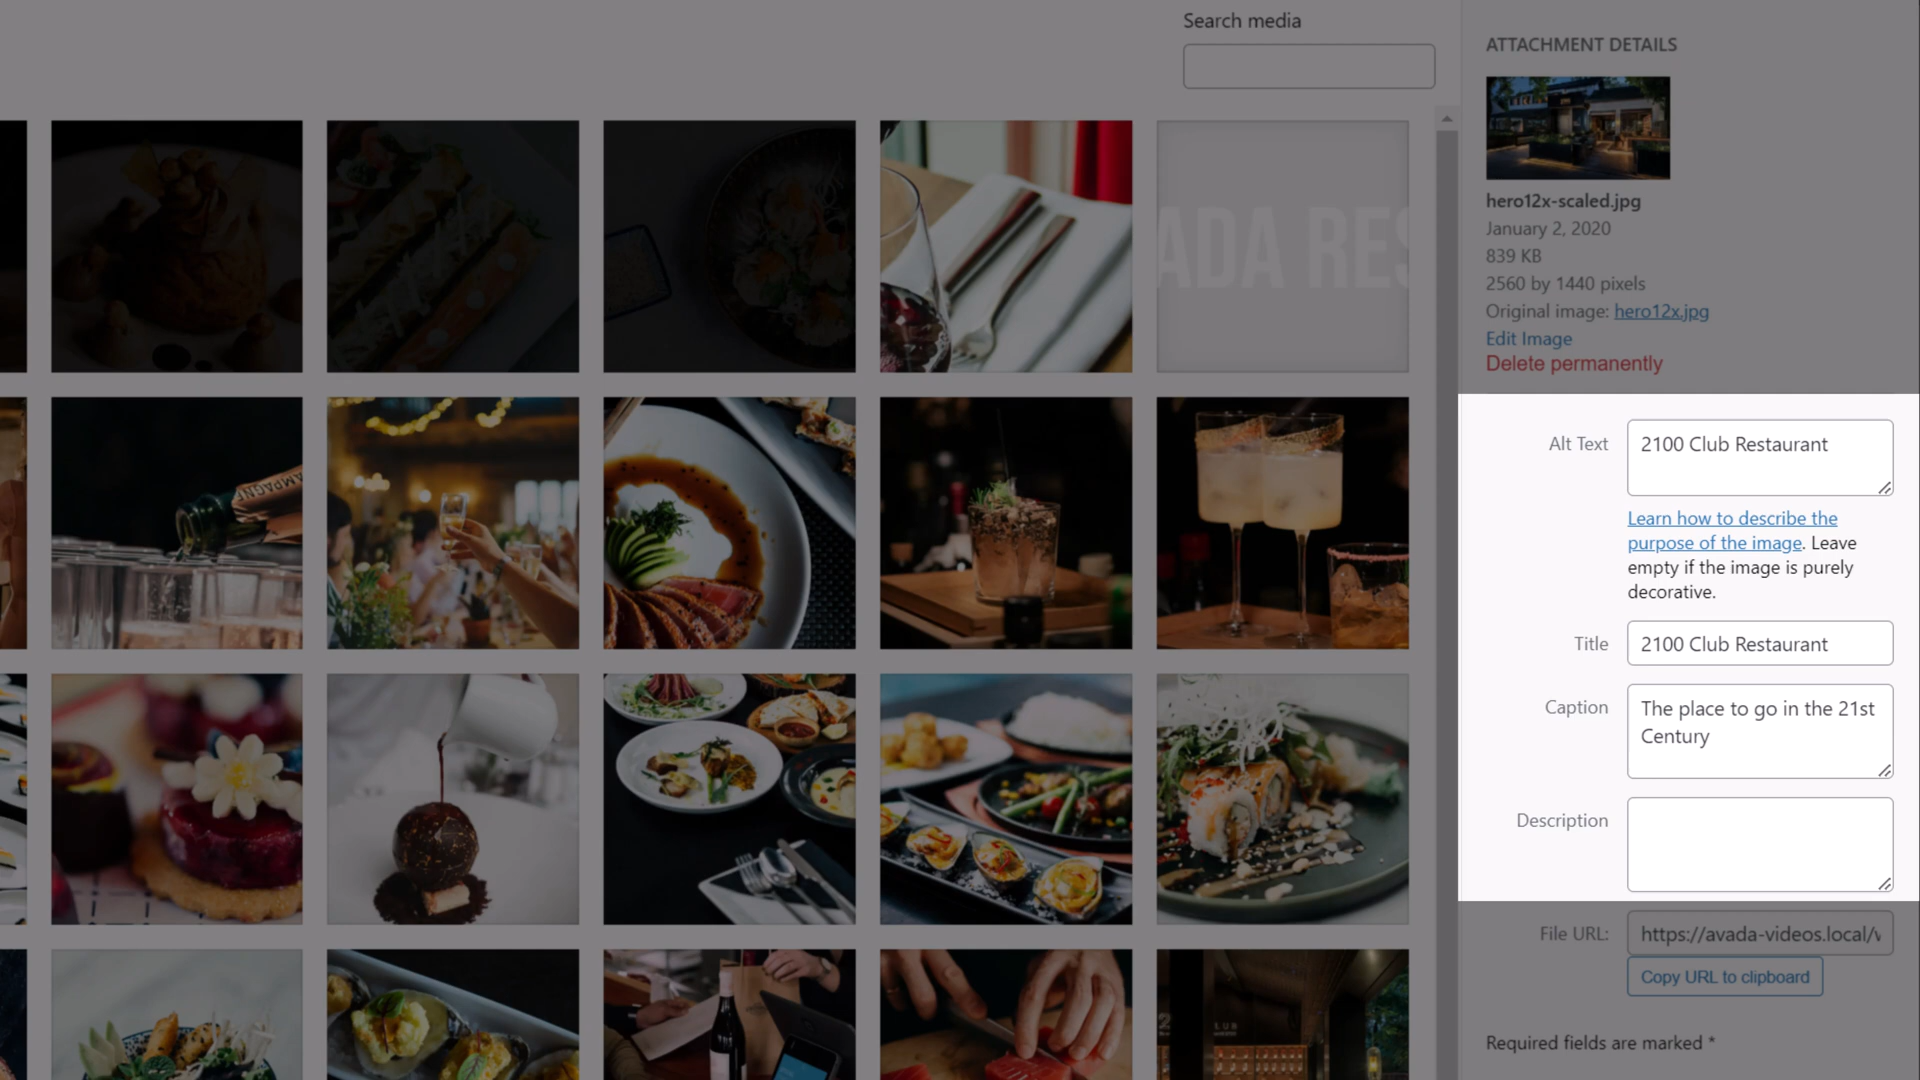 Search media
ATTACHMENT DETAILS
hero12x-scaled.jpg
January 2, 2020
839 KB
2560 by 1440 pixels
Original image: hero12x.jpg
Edit Image
Delete permanently
ADA RES
AMPAGNE
Alt Text
2100 Club Restaurant
Learn how to describe the
purpose of the image. Leave
empty if the image is purely
decorative.
Title
2100 Club Restaurant
Caption
The place to go in the 21st
Century
Description
File URL:
https://avada-videos.local/
Copy URL to clipboard
Required fields are marked *